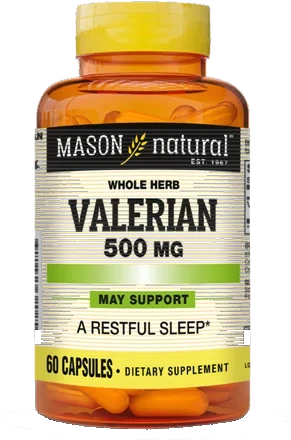 MASON natural
EST. 1967
WHOLE HERB
VALERIAN
500 MG
MAY SUPPORT
A RESTFUL SLEEP*
60 CAPSULES • DIETARY SUPPLEMENT